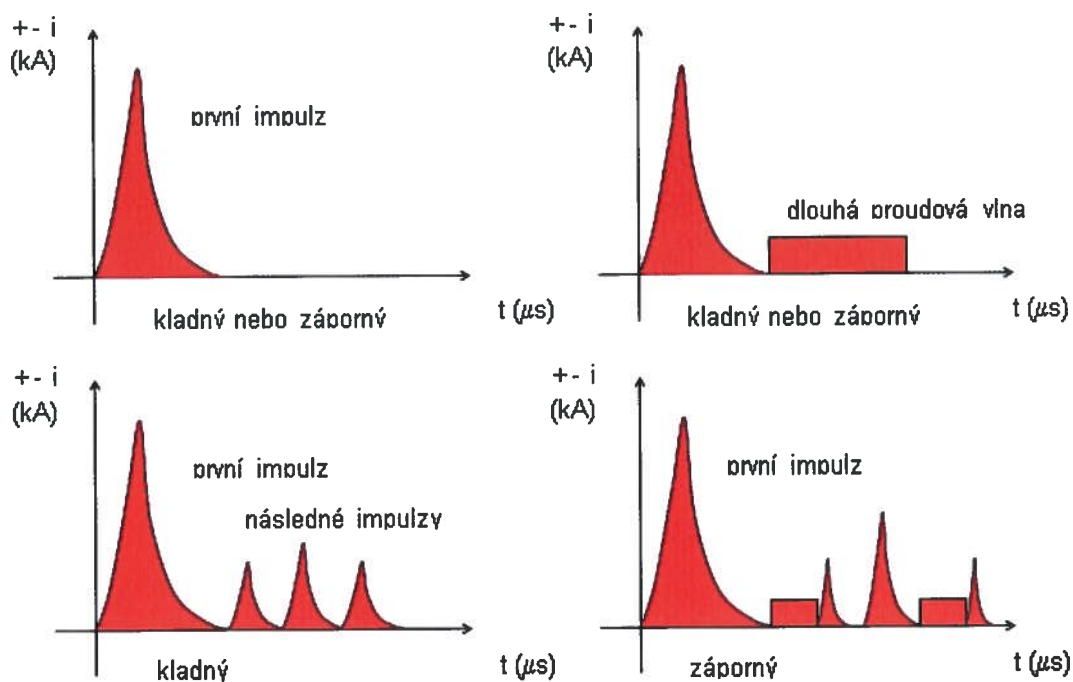 +- i
(kA)
první impulz
t (μs)
kladný nebo záporný
+- i
(kA)
dlouhá proudová vlna
t (μs)
kladný nebo záporný
+- i
(kA)
první impulz
následné impulzy
t (μs)
kladný
+- i
(kA)
první impulz
t (μs)
záporný